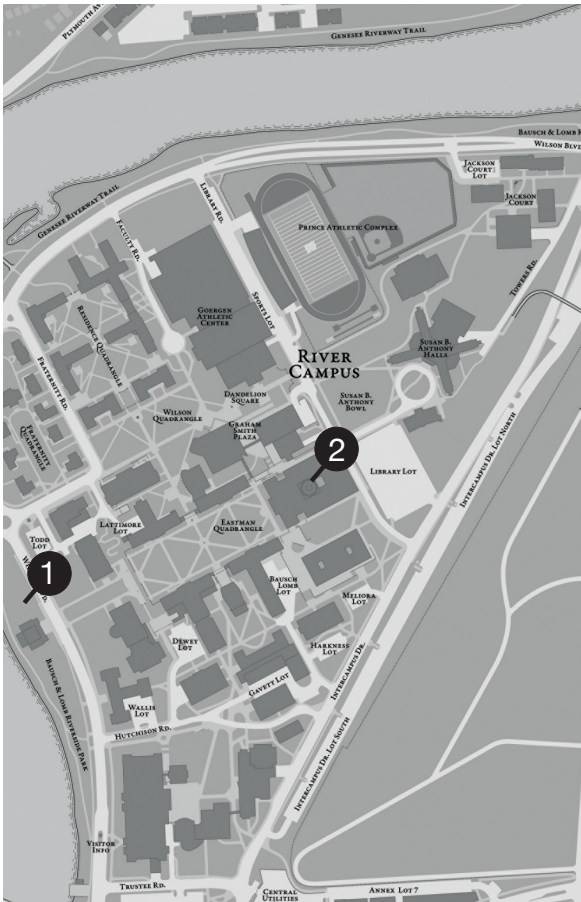 Plymouth Av
Genesee Riverway Trail
Bausch & Lomb R
Wilson Blvd
Jackson
Court
Lot
Jackson
Court
Genesee Riverway Trail
Library Rd.
Faculty Rd.
Prince Athletic Complex
Towers Rd.
Sports Lot
Goergen
Athletic
Center
Residence Quadrangle
Susan B.
Anthony
Halls
River
Campus
Fraternity Rd.
Dandelion
Square
Susan B.
Anthony
Bowl
Wilson
Quadrangle
Graham
Smith
Plaza
Fraternity
Quadrangle
2
Library Lot
Intercampus Dr. Lot North
Lattimore
Lot
Eastman
Quadrangle
Todd
Lot
1
Bausch
Lomb
Lot
Meliora
Lot
Dewey
Lot
Harkness
Lot
Intercampus Dr.
Gavett Lot
Wallis
Lot
Bausch & Lomb Riverside Park
Hutchison Rd.
Intercampus Dr. Lot South
Visitor
Info
Trustee Rd.
Central
Utilities
Annex Lot 7